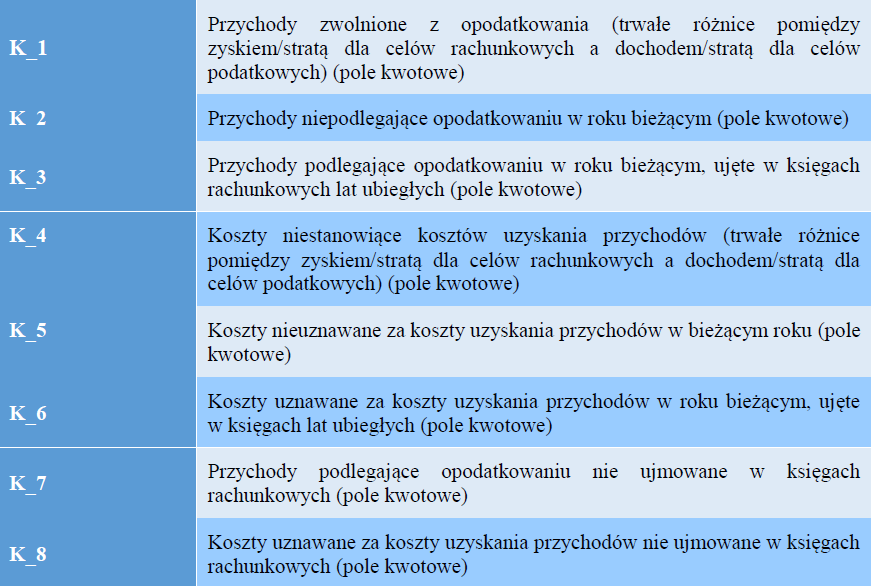 K_1
Przychody zwolnione z opodatkowania (trwałe różnice pomiędzy
zyskiem/stratą dla celów rachunkowych a dochodem/stratą dla celów
podatkowych) (pole kwotowe)
K_2
Przychody niepodlegające opodatkowaniu w roku bieżącym (pole kwotowe)
K_3
Przychody podlegające opodatkowaniu w roku bieżącym, ujęte w księgach
rachunkowych lat ubiegłych (pole kwotowe)
K_4
Koszty niestanowiące kosztów uzyskania przychodów (trwałe różnice
pomiędzy zyskiem/stratą dla celów rachunkowych a dochodem/stratą dla
celów podatkowych) (pole kwotowe)
K_5
Koszty nieuznawane za koszty uzyskania przychodów w bieżącym roku (pole
kwotowe)
K_6
Koszty uznawane za koszty uzyskania przychodów w roku bieżącym, ujęte
w księgach lat ubiegłych (pole kwotowe)
K_7
Przychody podlegające opodatkowaniu nie ujmowane w księgach
rachunkowych (pole kwotowe)
K_8
Koszty uznawane za koszty uzyskania przychodów nie ujmowane w księgach
rachunkowych (pole kwotowe)